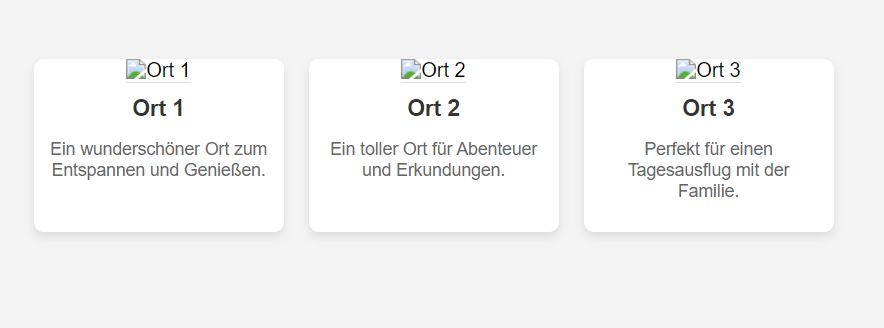 Ort 1
Ort 1
Ein wunderschöner Ort zum
Entspannen und Genießen.
Ort 2
Ort 2
Ein toller Ort für Abenteuer
und Erkundungen.
Ort 3
Ort 3
Perfekt für einen
Tagesausflug mit der
Familie.